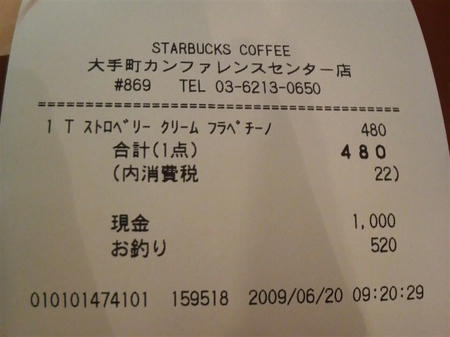 STARBUCKS COFFEE
大手町カンファレンスセンター店
#869 TEL 03-6213-0650
========================================
1 T ｽﾄﾛﾍﾞﾘｰ ｸﾘｰﾑ ﾌﾗﾍﾟﾁｰﾉ 480
合計(1点) 480
(内消費税 22)
現金 1,000
お釣り 520
010101474101 159518 2009/06/20 09:20:29